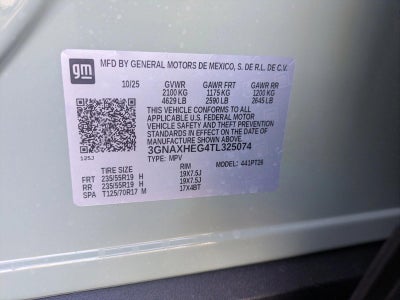 gm MFD BY GENERAL MOTORS DE MEXICO, S. DE R.L. DE C.V.
10/25 GVWR GAWR FRT GAWR RR
2100 KG 1175 KG 1200 KG
4629 LB 2590 LB 2645 LB
THIS VEHICLE CONFORMS TO ALL
APPLICABLE U.S. FEDERAL MOTOR
VEHICLE SAFETY AND THEFT PREVENTION
STANDARDS IN EFFECT ON THE DATE OF
MANUFACTURE SHOWN ABOVE.
3GNAXHEG4TL325074
125J TYPE: MPV MODEL: 441PT26
TIRE SIZE RIM
FRT 235/55R19 H 19X7.5J
RR 235/55R19 H 19X7.5J
SPA T125/70R17 M 17X4BT